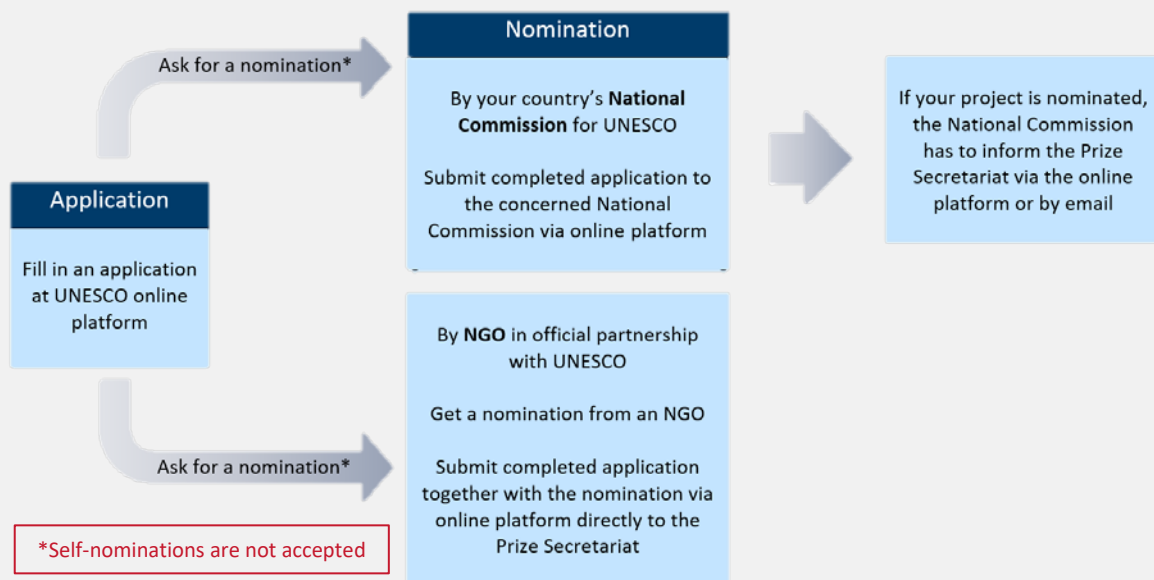 Application
Fill in an application
at UNESCO online
platform
Ask for a nomination*
Nomination
By your country's National
Commission for UNESCO
Submit completed application to
the concerned National
Commission via online platform
If your project is nominated,
the National Commission
has to inform the Prize
Secretariat via the online
platform or by email
Ask for a nomination*
By NGO in official partnership
with UNESCO
Get a nomination from an NGO
Submit completed application
together with the nomination via
online platform directly to the
Prize Secretariat
*Self-nominations are not accepted